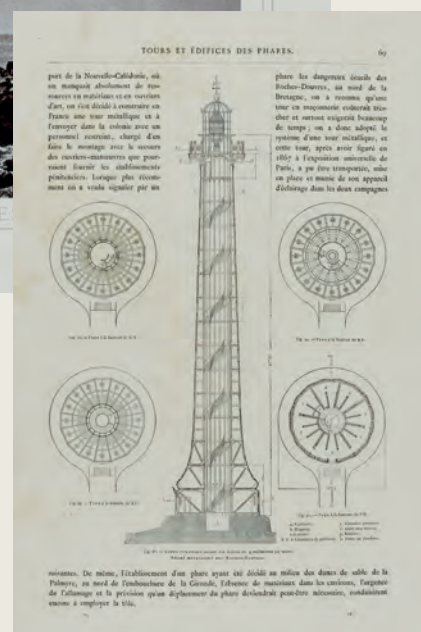 TOURS ET ÉDIFICES DES PHARES.
69
port de la Nouvelle-Calédonie, où
on manquait absolument de res-
sources en matériaux et en ouvriers
d'art, on s'est décidé à construire en
France une tour métallique et à
l'envoyer dans la colonie avec un
personnel restreint, chargé d'en
faire le montage avec le secours
des ouvriers-manœuvres que pour-
raient fournir les établissements
pénitenciers. Lorsque plus récem-
ment on a voulu signaler par un
phare les dangereux écueils des
Roches-Douvres, au nord de la
Bretagne, on a reconnu qu'une
tour en maçonnerie coûterait très
cher et surtout exigerait beaucoup
de temps; on a donc adopté le
système d'une tour métallique, et
cette tour, après avoir figuré en
1867 à l'exposition universelle de
Paris, a pu être transportée, mise
en place et munie de son appareil
d'éclairage dans les deux campagnes
suivantes. De même, l'établissement d'un phare ayant été décidé au milieu des dunes de sable de la
Palmyre, au nord de l'embouchure de la Gironde, l'absence de matériaux dans les environs, l'urgence
de l'allumage et la prévision qu'un déplacement du phare deviendrait peut-être nécessaire, conduisirent
encore à employer la tôle.